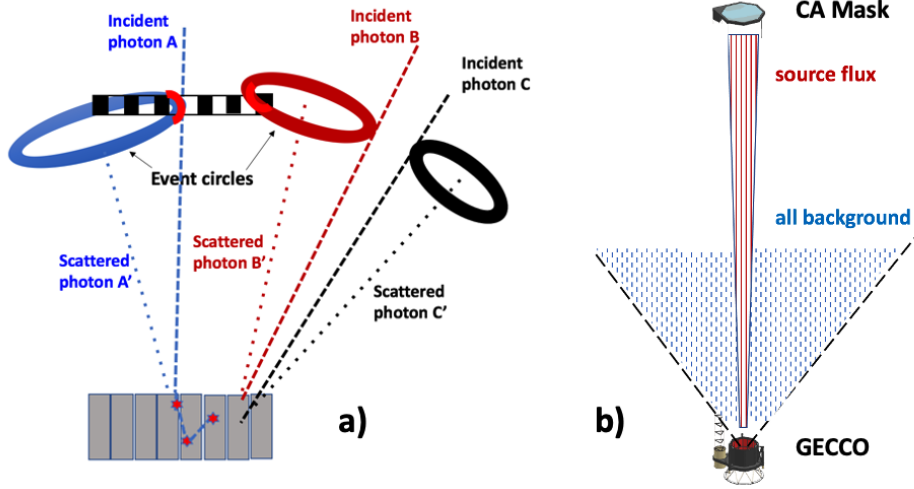 Incident
photon A
Incident
photon B
Incident
photon C
Event circles
Scattered
photon A’
Scattered
photon B’
Scattered
photon C’
a)
CA Mask
source flux
all background
b)
GECCO